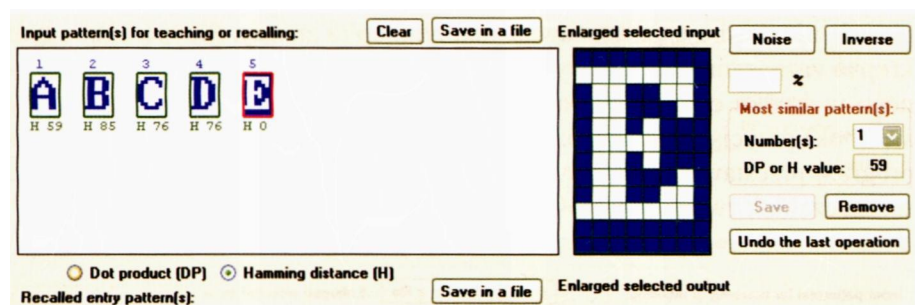 Input pattern(s) for teaching or recalling:
Clear
Save in a file
Enlarged selected input
Noise
Inverse
1 2 3 4 5
A B C D E
H 59 H 85 H 76 H 76 H 0
%
Most similar pattern(s):
Number(s): 1
DP or H value: 59
Save
Remove
Undo the last operation
Dot product (DP) Hamming distance (H)
Recalled entry pattern(s):
Save in a file
Enlarged selected output